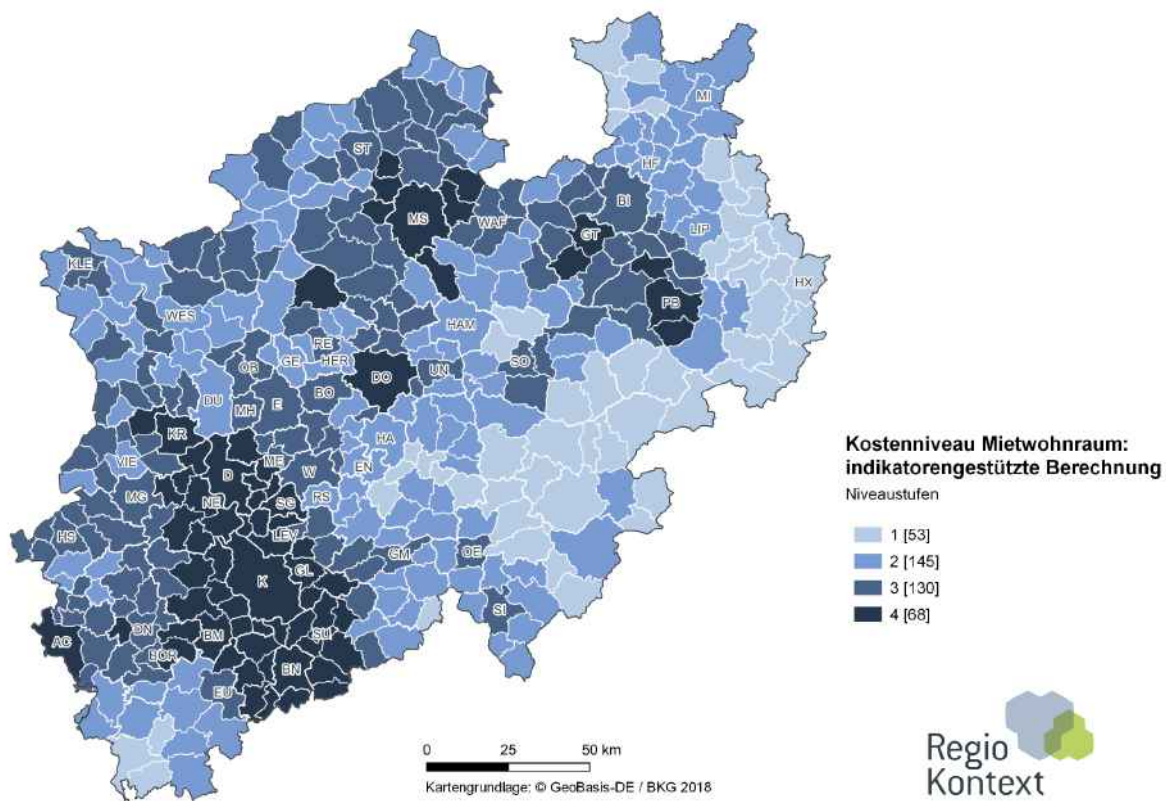 MI
ST
HF
BI
MS
WAF
LIP
GT
KLE
HX
PB
WES
HAM
RE
OB
GE
HER
SO
DO
UN
DU
BO
E
MH
KR
HA
ME
VIE
EN
D
W
MG
NE
SG
RS
HS
LEV
GM
OE
GL
K
SI
DN
AC
BM
SU
BOR
BN
EU
Kostenniveau Mietwohnraum:
indikatorengestützte Berechnung
Niveaustufen
1 [53]
2 [145]
3 [130]
4 [68]
0 25 50 km
Kartengrundlage: © GeoBasis-DE / BKG 2018
Regio
Kontext